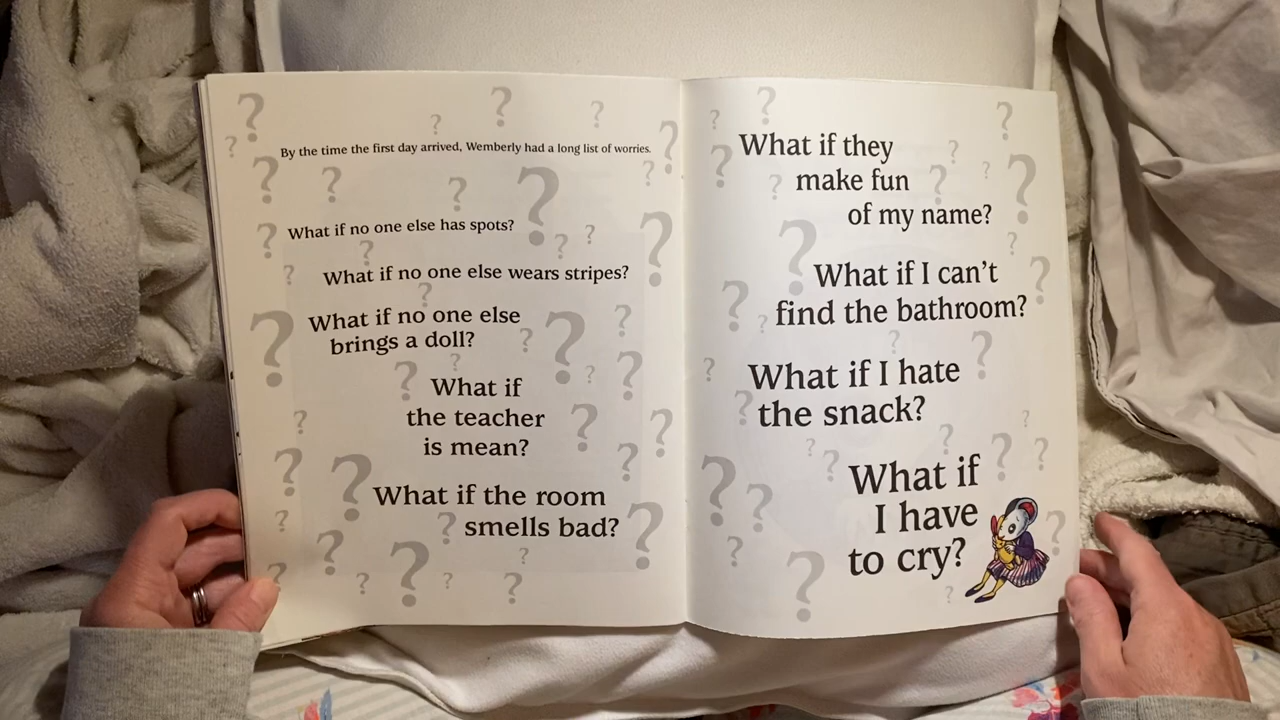 By the time the first day arrived, Wemberly had a long list of worries.
What if no one else has spots?
What if no one else wears stripes?
What if no one else
brings a doll?
What if
the teacher
is mean?
What if the room
smells bad?
What if they
make fun
of my name?
What if I can't
find the bathroom?
What if I hate
the snack?
What if
I have
to cry?